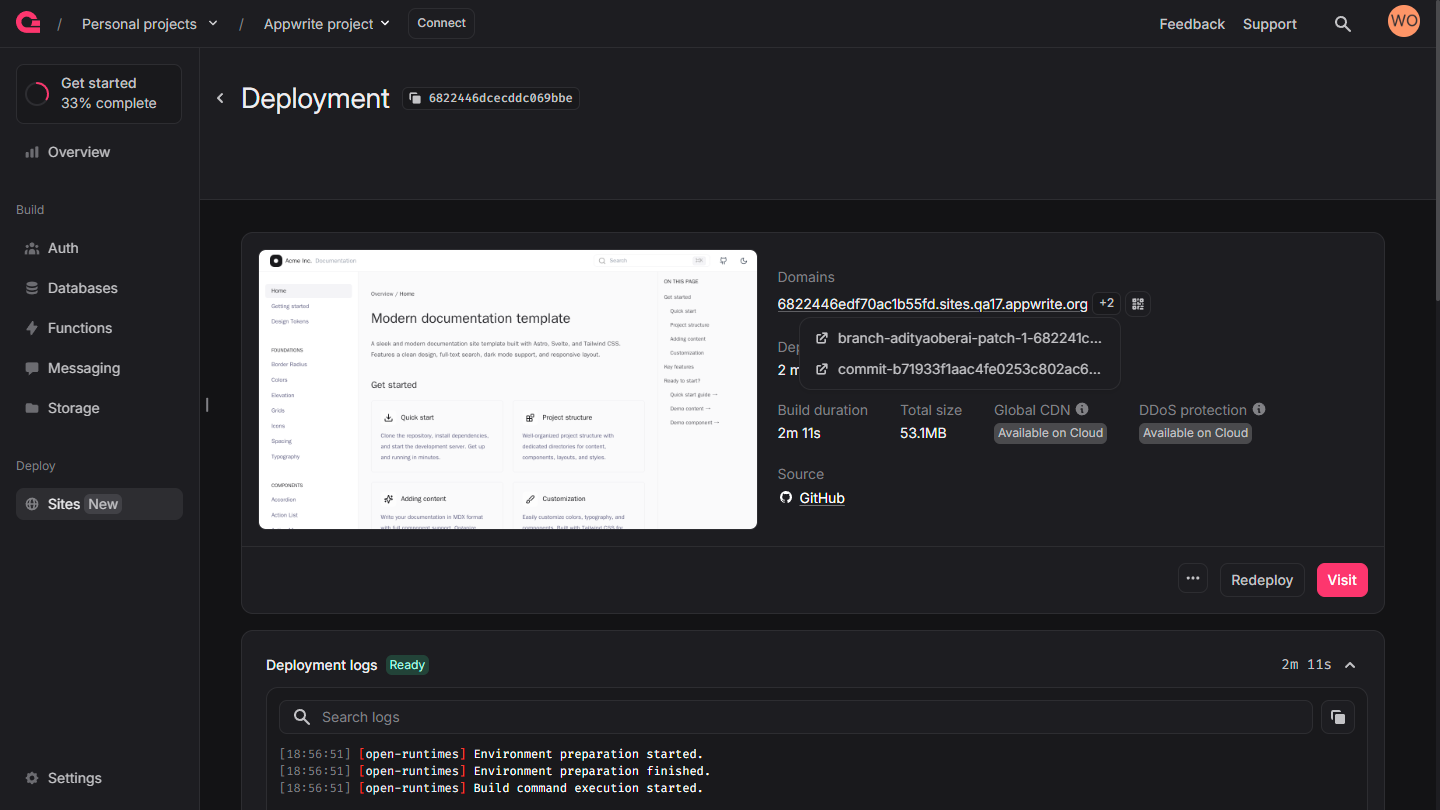 / Personal projects / Appwrite project Connect Feedback Support WO
Get started
33% complete
Overview
Build
Auth
Databases
Functions
Messaging
Storage
Deploy
Sites New
Settings
Deployment 6822446dcecddc069bbe
Acme Inc. Documentation Search
Home
Getting started
Design Tokens
FOUNDATIONS
Border Radius
Colors
Elevation
Grids
Icons
Spacing
Typography
COMPONENTS
Accordion
Action List
Overview / Home
Modern documentation template
A sleek and modern documentation site template built with Astro, Svelte, and Tailwind CSS.
Features a clean design, full-text search, dark mode support, and responsive layout.
Get started
Quick start
Clone the repository, install dependencies,
and start the development server. Get up
and running in minutes.
Project structure
Well-organized project structure with
dedicated directories for content,
components, layouts, and styles.
Adding content
Write your documentation in MDX format
with full component support. Organize
Customization
Easily customize colors, typography, and
components. Built with Tailwind CSS for
ON THIS PAGE
Get started
Quick start
Project structure
Adding content
Customization
Key features
Ready to start?
Quick start guide →
Demo content →
Demo component →
Domains
6822446edf70ac1b55fd.sites.qa17.appwrite.org +2
branch-adityaoberai-patch-1-682241c...
commit-b71933f1aac4fe0253c802ac6...
Dep
2 m
Build duration
2m 11s
Total size
53.1MB
Global CDN
Available on Cloud
DDoS protection
Available on Cloud
Source
GitHub
Redeploy Visit
Deployment logs Ready 2m 11s
Search logs
[18:56:51] [open-runtimes] Environment preparation started.
[18:56:51] [open-runtimes] Environment preparation finished.
[18:56:51] [open-runtimes] Build command execution started.